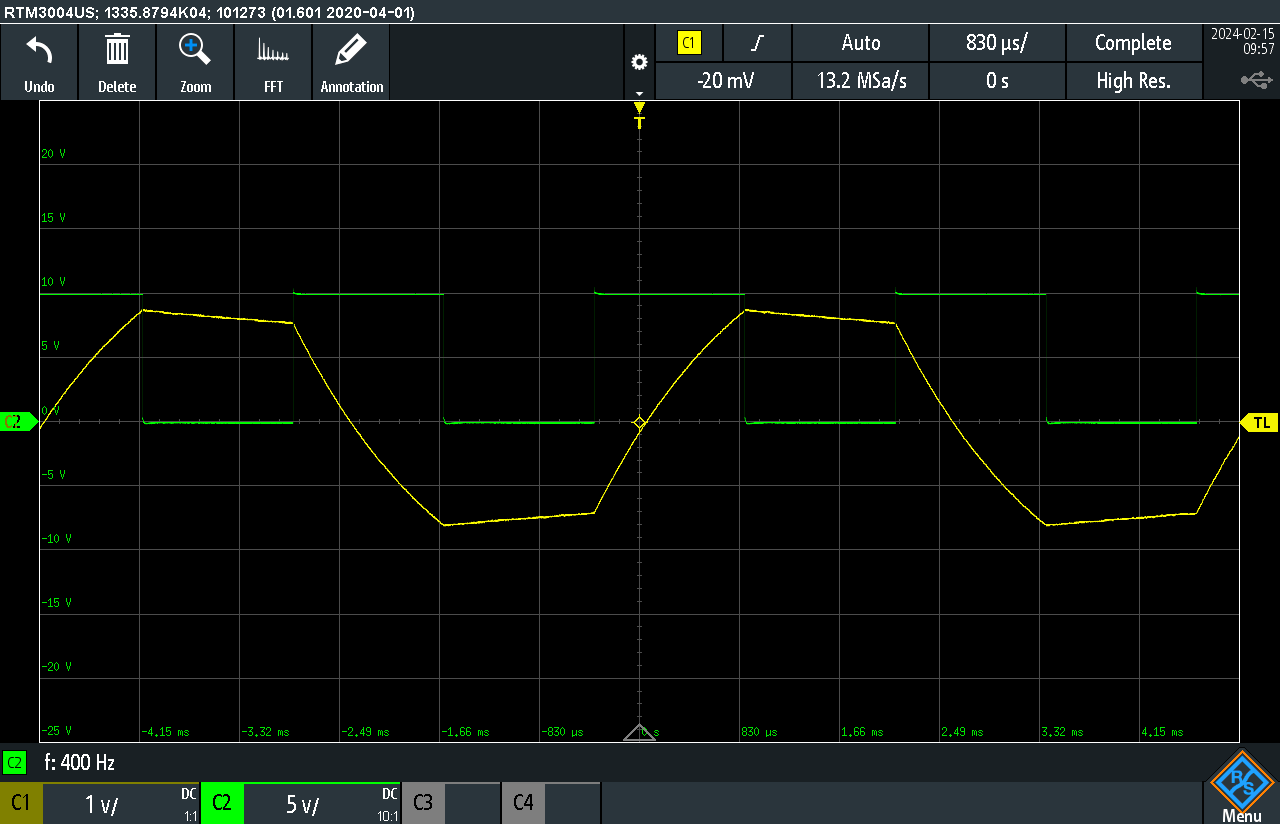 RTM3004US; 1335.8794K04; 101273 (01.601 2020-04-01)
Undo Delete Zoom FFT Annotation
C1 Auto 830 µs/ Complete 2024-02-15
09:57
-20 mV 13.2 MSa/s 0 s High Res.
T
20 V
15 V
10 V
5 V
0 V
C2 TL
-5 V
-10 V
-15 V
-20 V
-25 V
-4,15 ms -3,32 ms -2,49 ms -1,66 ms -830 µs 0 s 830 µs 1,66 ms 2,49 ms 3,32 ms 4,15 ms
C2 f: 400 Hz
C1 1 V/ DC 1:1 C2 5 V/ DC 10:1 C3 C4
R S
Menu